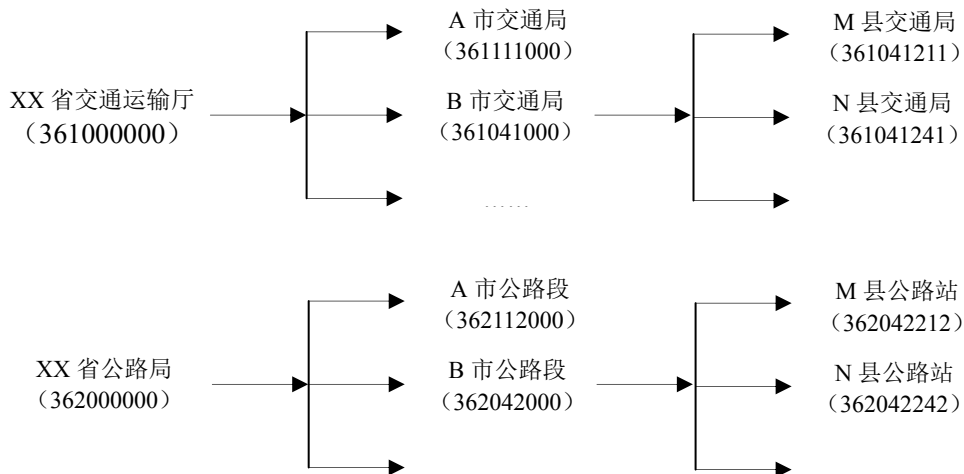 A 市交通局
（361111000）
M 县交通局
（361041211）
XX 省交通运输厅
（361000000）
B 市交通局
（361041000）
N 县交通局
（361041241）
......
A 市公路段
（362112000）
M 县公路站
（362042212）
XX 省公路局
（362000000）
B 市公路段
（362042000）
N 县公路站
（362042242）